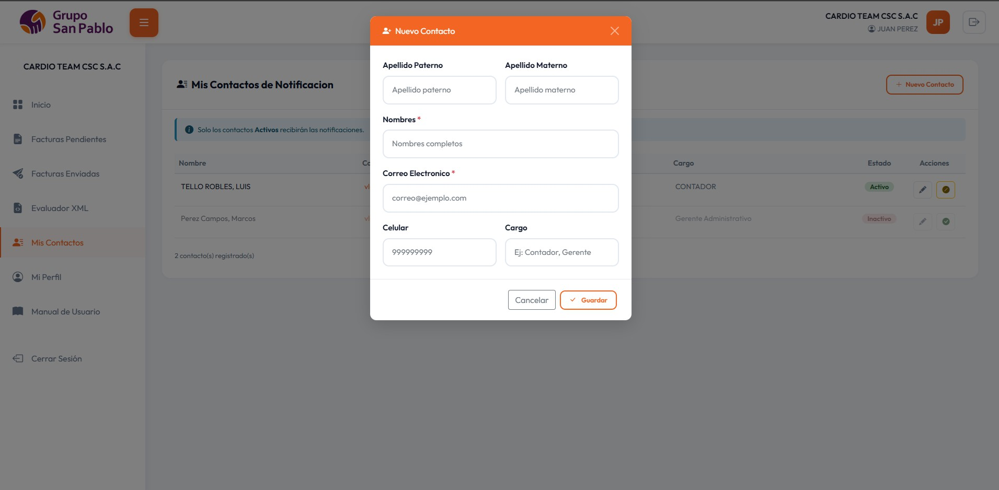 Grupo
San Pablo
CARDIO TEAM CSC S.A.C
JUAN PEREZ
JP
CARDIO TEAM CSC S.A.C
Inicio
Facturas Pendientes
Facturas Enviadas
Evaluador XML
Mis Contactos
Mi Perfil
Manual de Usuario
Cerrar Sesión
Mis Contactos de Notificacion
+ Nuevo Contacto
Solo los contactos Activos recibirán las notificaciones.
Nombre Co Cargo Estado Acciones
TELLO ROBLES, LUIS vl CONTADOR Activo
Perez Campos, Marcos vl Gerente Administrativo Inactivo
2 contacto(s) registrado(s)
Nuevo Contacto
Apellido Paterno Apellido Materno
Apellido paterno Apellido materno
Nombres *
Nombres completos
Correo Electronico *
correo@ejemplo.com
Celular Cargo
999999999 Ej: Contador, Gerente
Cancelar Guardar